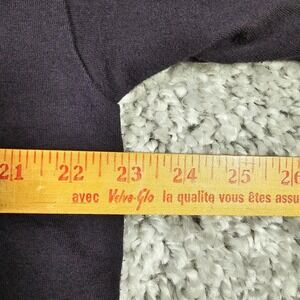 21 22 23 24 25 26
avec Velve-Glo la qualite vous êtes assu